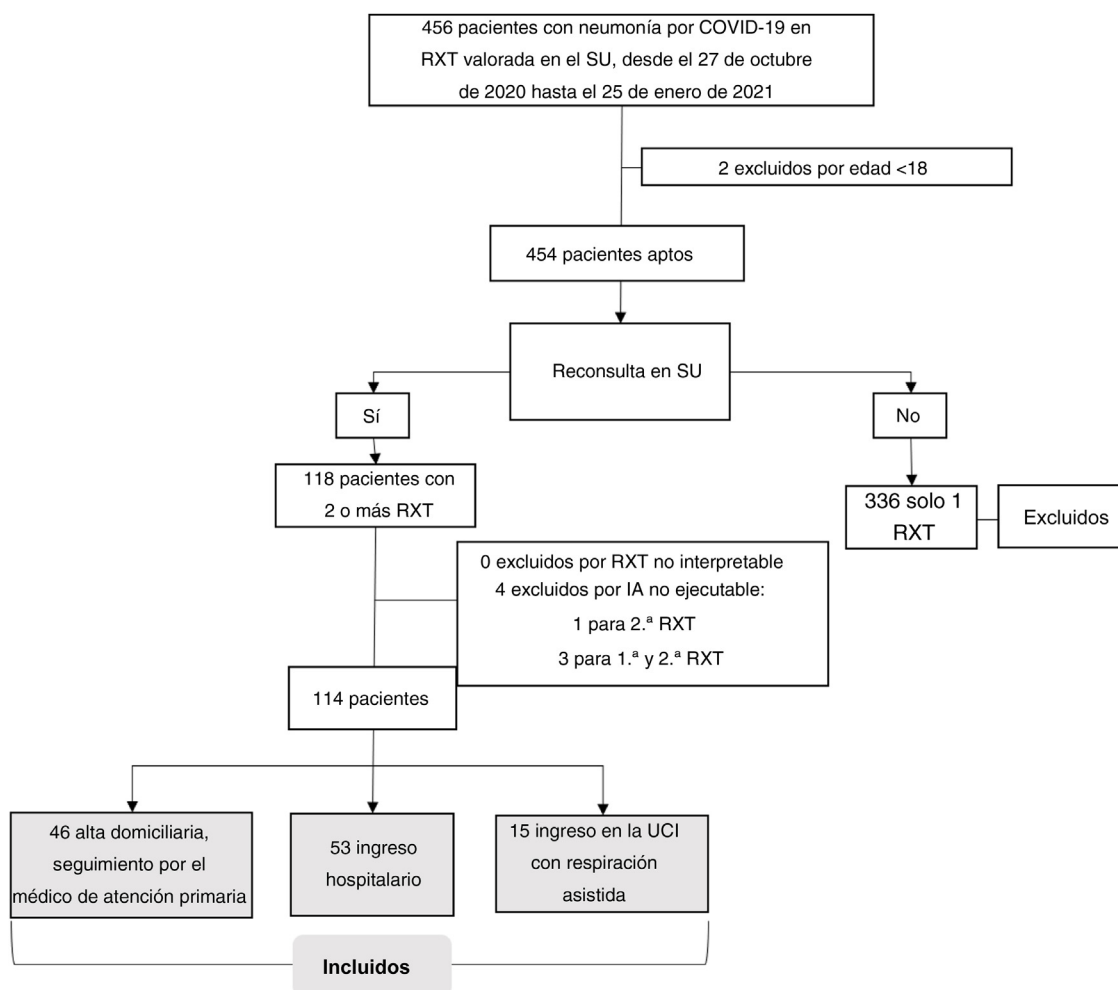 456 pacientes con neumonía por COVID-19 en
RXT valorada en el SU, desde el 27 de octubre
de 2020 hasta el 25 de enero de 2021
2 excluidos por edad <18
454 pacientes aptos
Reconsulta en SU
Sí
No
118 pacientes con
2 o más RXT
336 solo 1
RXT
Excluidos
0 excluidos por RXT no interpretable
4 excluidos por IA no ejecutable:
1 para 2.ª RXT
3 para 1.ª y 2.ª RXT
114 pacientes
46 alta domiciliaria,
seguimiento por el
médico de atención primaria
53 ingreso
hospitalario
15 ingreso en la UCI
con respiración
asistida
Incluidos